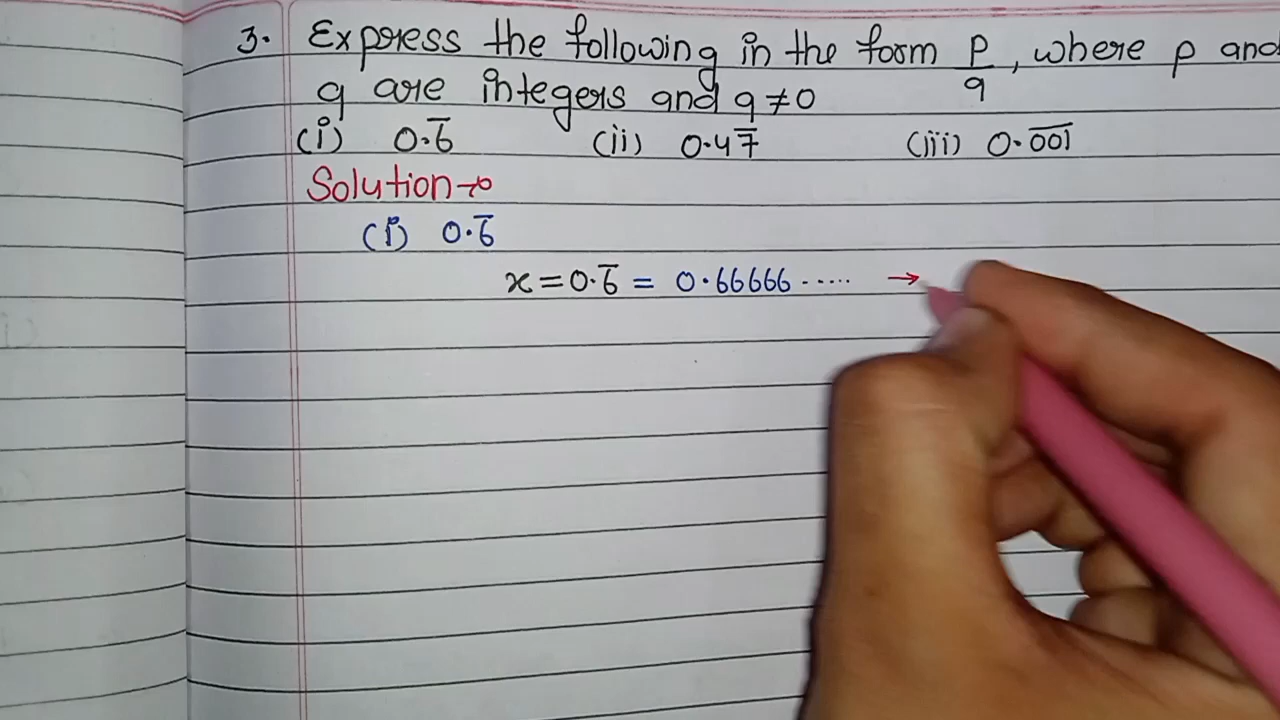 3. Express the following in the form p/q, where p and
q are integers and q ≠ 0
(i) 0.6̅ (ii) 0.47̅ (iii) 0.0̅0̅1̅
Solution →
(i) 0.6̅
x = 0.6̅ = 0.66666..... →